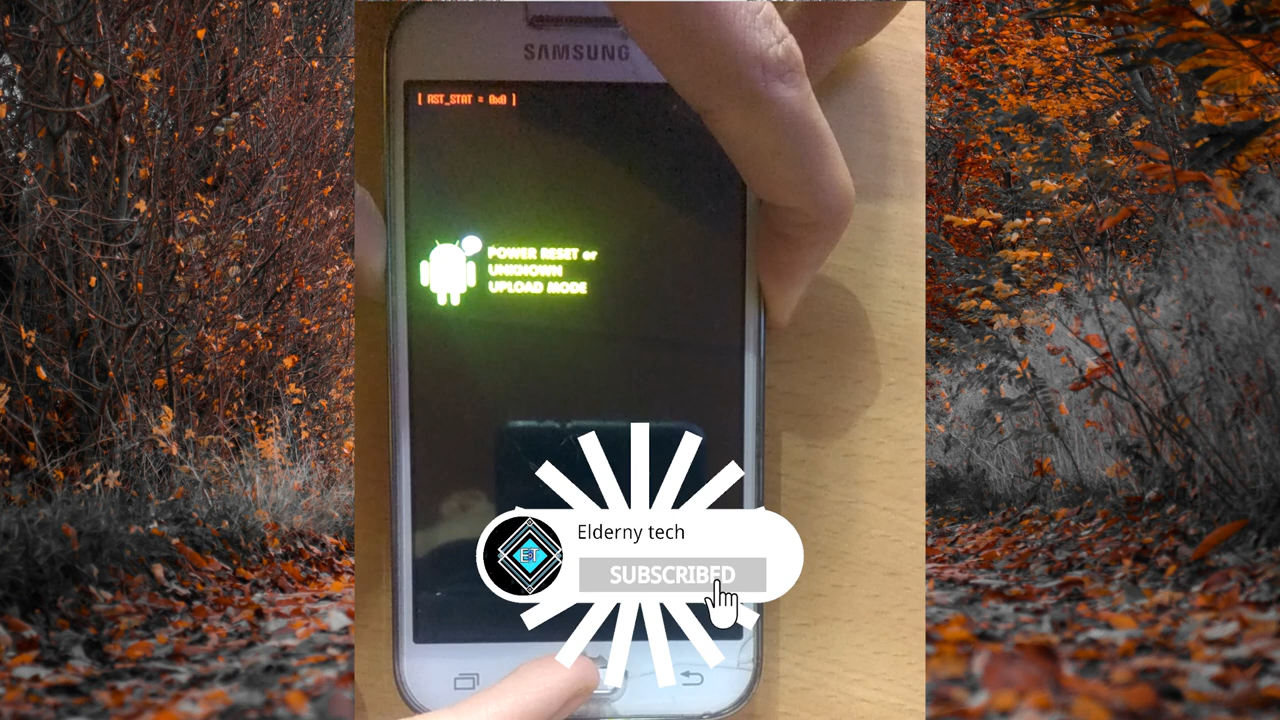 SAMSUNG
[ RST_STAT = 0x0 ]
POWER RESET or
UNKNOWN
UPLOAD MODE
Elderny tech
ET
SUBSCRIBED